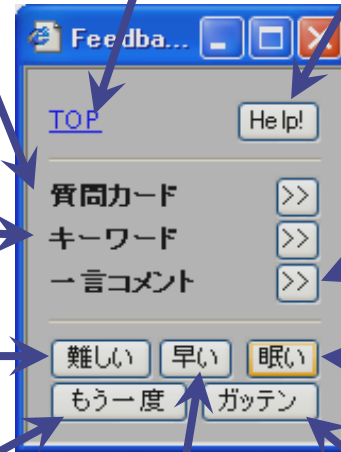 Feedba...
TOP Help!
質問カード >>
キーワード >>
一言コメント >>
難しい 早い 眠い
もう一度 ガッテン